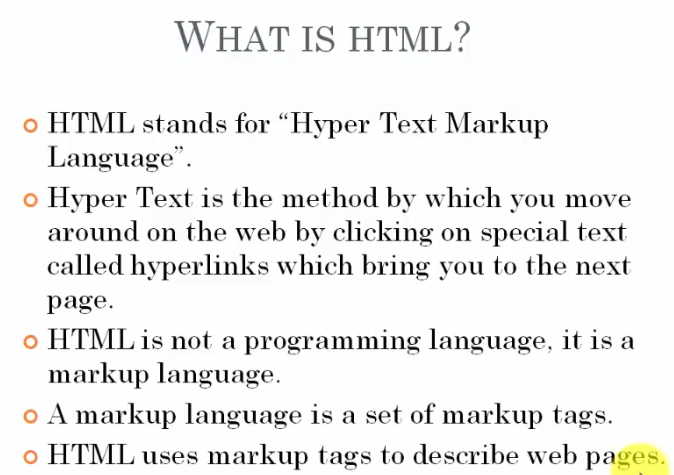 WHAT IS HTML?
HTML stands for “Hyper Text Markup
Language”.
Hyper Text is the method by which you move
around on the web by clicking on special text
called hyperlinks which bring you to the next
page.
HTML is not a programming language, it is a
markup language.
A markup language is a set of markup tags.
HTML uses markup tags to describe web pages.